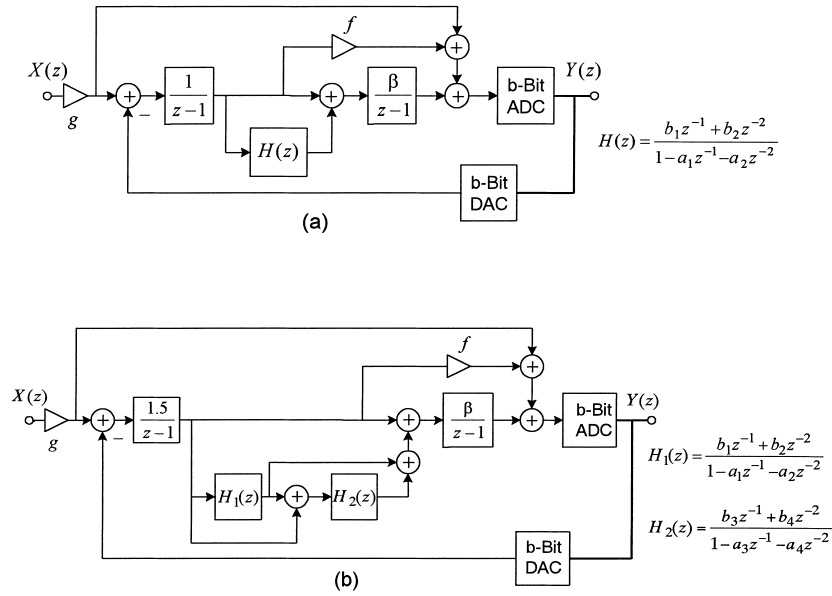 f
X(z)
g
+
−
1
z−1
+
β
z−1
+
+
b-Bit
ADC
Y(z)
H(z)
b-Bit
DAC
H(z) = (b₁z⁻¹ + b₂z⁻²) / (1 − a₁z⁻¹ − a₂z⁻²)
(a)
f
X(z)
g
+
−
1.5
z−1
+
β
z−1
+
+
b-Bit
ADC
Y(z)
+
H₁(z)
+
H₂(z)
b-Bit
DAC
H₁(z) = (b₁z⁻¹ + b₂z⁻²) / (1 − a₁z⁻¹ − a₂z⁻²)
H₂(z) = (b₃z⁻¹ + b₄z⁻²) / (1 − a₃z⁻¹ − a₄z⁻²)
(b)